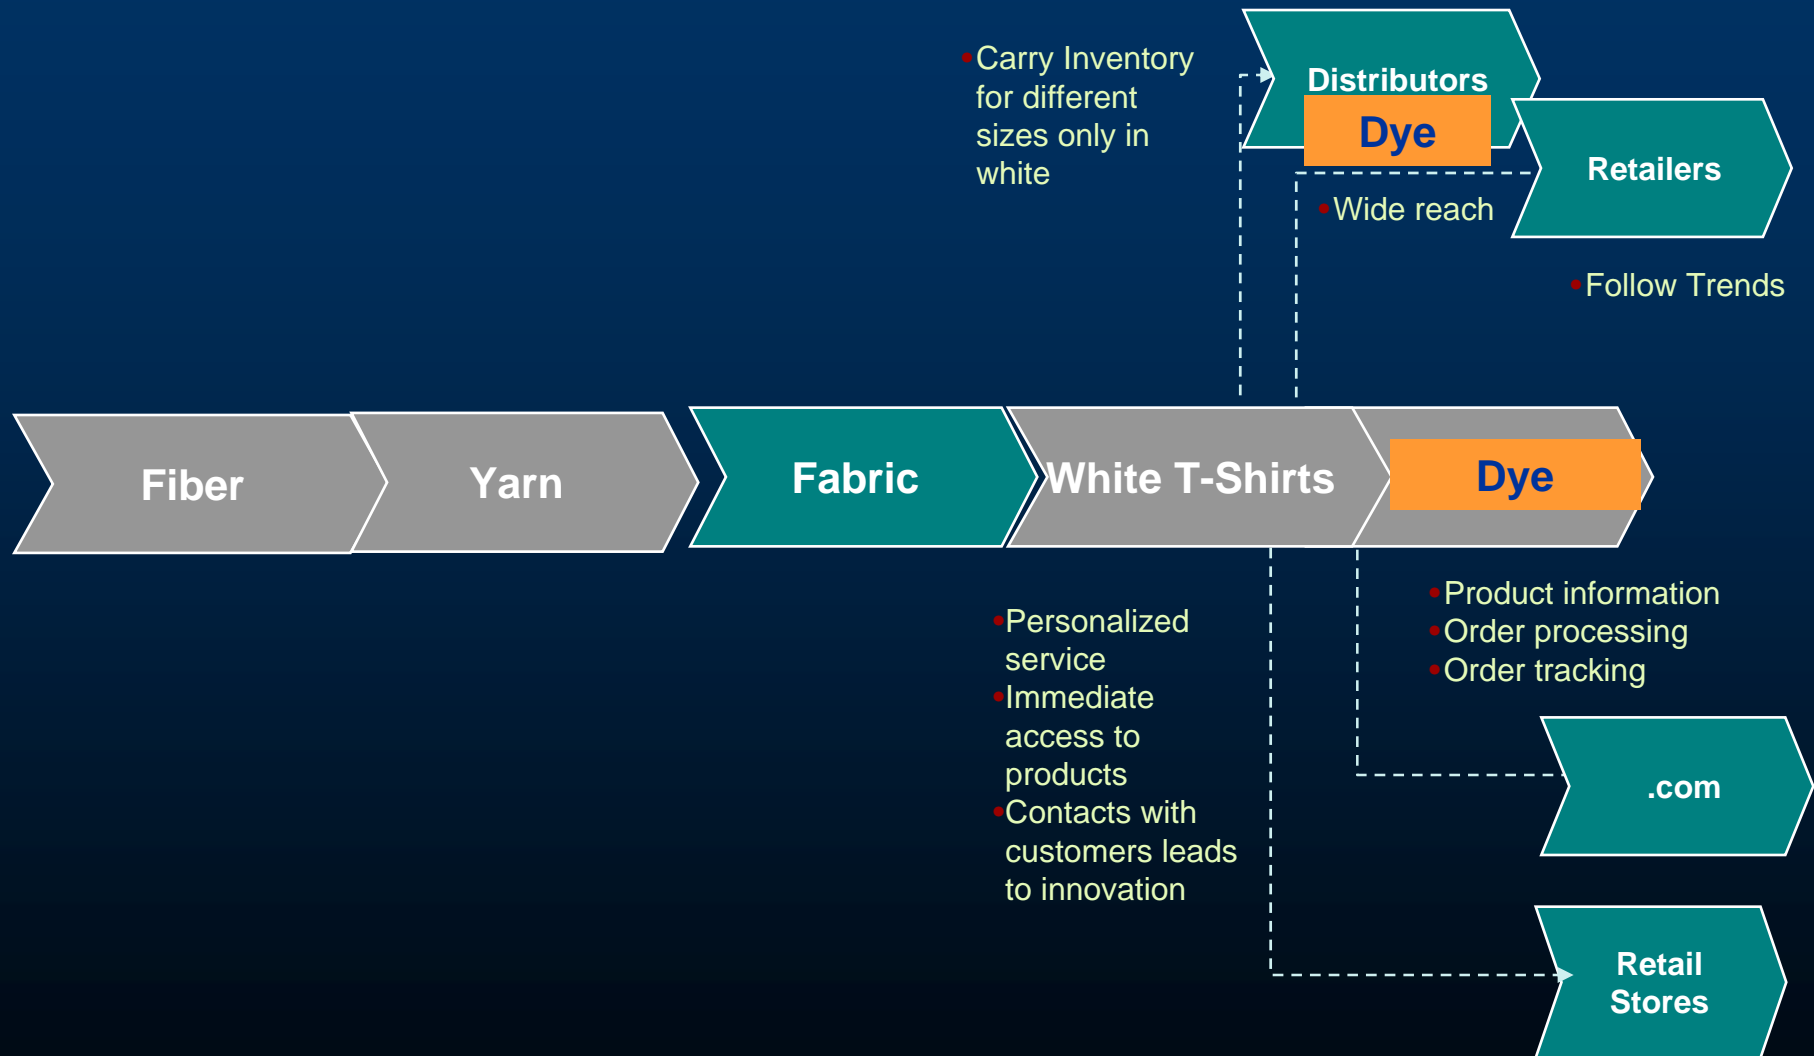 •Carry Inventory
for different
sizes only in
white
Distributors
Dye
Retailers
•Wide reach
•Follow Trends
Fiber
Yarn
Fabric
White T-Shirts
Dye
•Personalized
service
•Immediate
access to
products
•Contacts with
customers leads
to innovation
•Product information
•Order processing
•Order tracking
.com
Retail
Stores